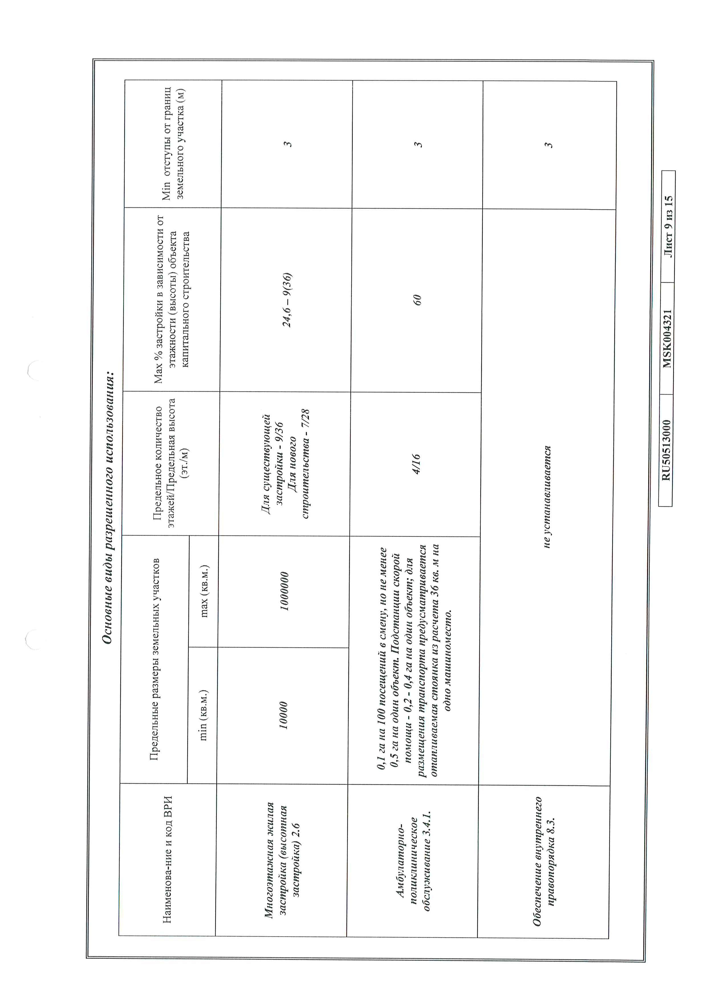 Основные виды разрешенного использования:
Наименова-ние и код ВРИ
Предельные размеры земельных участков
min (кв.м.)
max (кв.м.)
Предельное количество
этажей/Предельная высота
(эт./м)
Max % застройки в зависимости от
этажности (высоты) объекта
капитального строительства
Min отступы от границ
земельного участка (м)
Многоэтажная жилая
застройка (высотная
застройка) 2.6
10000
1000000
Для существующей
застройки - 9/36
Для нового
строительства - 7/28
24,6 – 9(36)
3
Амбулаторно-
поликлиническое
обслуживание 3.4.1.
0,1 га на 100 посещений в смену, но не менее
0,5 га на один объект. Подстанции скорой
помощи - 0,2 - 0,4 га на один объект; для
размещения транспорта предусматривается
отапливаемая стоянка из расчета 36 кв. м на
одно машиноместо.
4/16
60
3
Обеспечение внутреннего
правопорядка 8.3.
не устанавливается
3
RU50513000
MSK004321
Лист 9 из 15